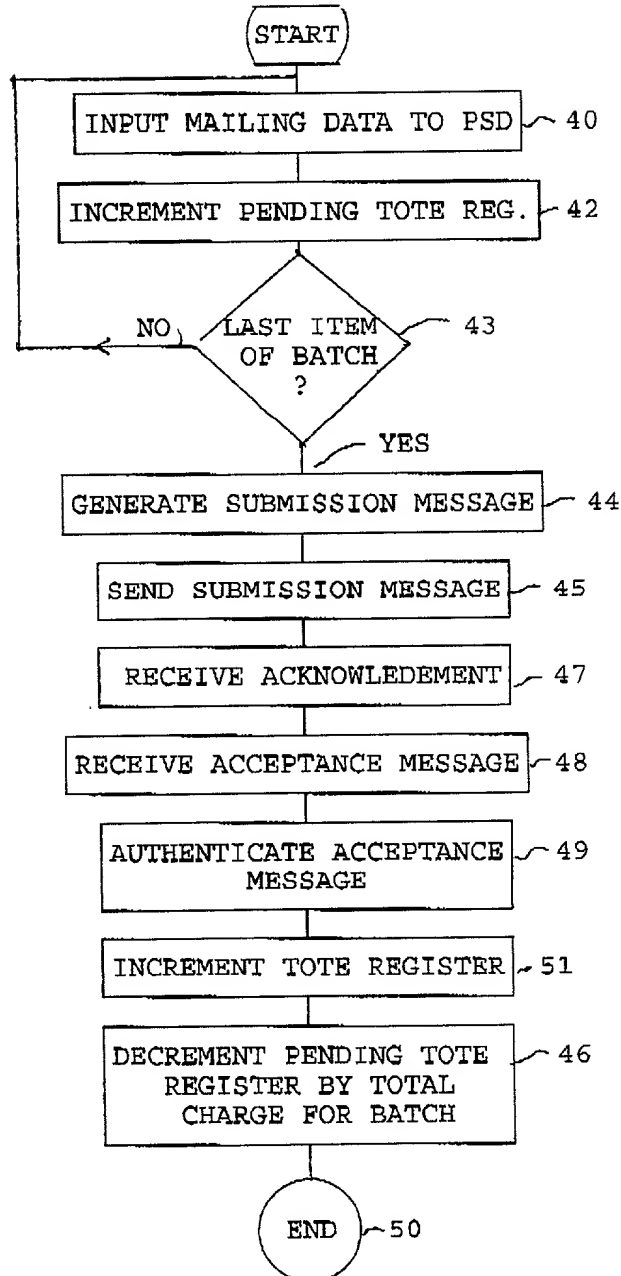 START
INPUT MAILING DATA TO PSD
40
INCREMENT PENDING TOTE REG.
42
LAST ITEM
OF BATCH
?
43
NO
YES
GENERATE SUBMISSION MESSAGE
44
SEND SUBMISSION MESSAGE
45
RECEIVE ACKNOWLEDEMENT
47
RECEIVE ACCEPTANCE MESSAGE
48
AUTHENTICATE ACCEPTANCE
MESSAGE
49
INCREMENT TOTE REGISTER
51
DECREMENT PENDING TOTE
REGISTER BY TOTAL
CHARGE FOR BATCH
46
END
50